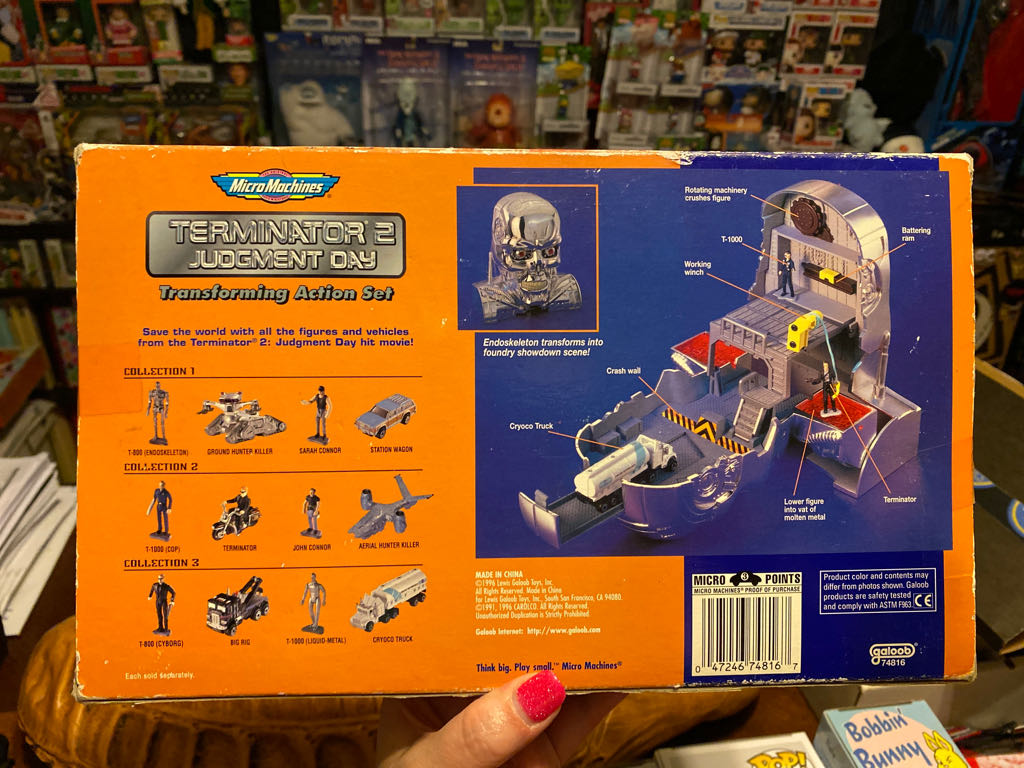 Micro Machines
TERMINATOR 2
JUDGMENT DAY
Transforming Action Set
Save the world with all the figures and vehicles
from the Terminator® 2: Judgment Day hit movie!
COLLECTION 1
T-800 (ENDOSKELETON)
GROUND HUNTER KILLER
SARAH CONNOR
STATION WAGON
COLLECTION 2
T-1000 (COP)
TERMINATOR
JOHN CONNOR
AERIAL HUNTER KILLER
COLLECTION 3
T-800 (CYBORG)
BIG RIG
T-1000 (LIQUID-METAL)
CRYOCO TRUCK
Each sold separately.
Endoskeleton transforms into
foundry showdown scene!
Rotating machinery
crushes figure
T-1000
Battering
ram
Working
winch
Crash wall
Cryoco Truck
Lower figure
into vat of
molten metal
Terminator
MADE IN CHINA
©1996 Lewis Galoob Toys, Inc.
All Rights Reserved. Made in China
for Lewis Galoob Toys, Inc., South San Francisco, CA 94080.
©1991, 1996 CAROLCO. All Rights Reserved.
Unauthorized Duplication is Strictly Prohibited.
Galoob Internet: http://www.galoob.com
Think big. Play small.™ Micro Machines®
MICRO 3 POINTS
MICRO MACHINES® PROOF OF PURCHASE
0 47246 74816 7
Product color and contents may
differ from photos shown. Galoob
products are safety tested
and comply with ASTM F963. CE
galoob®
74816
POP!
Bobbin'
Bunny